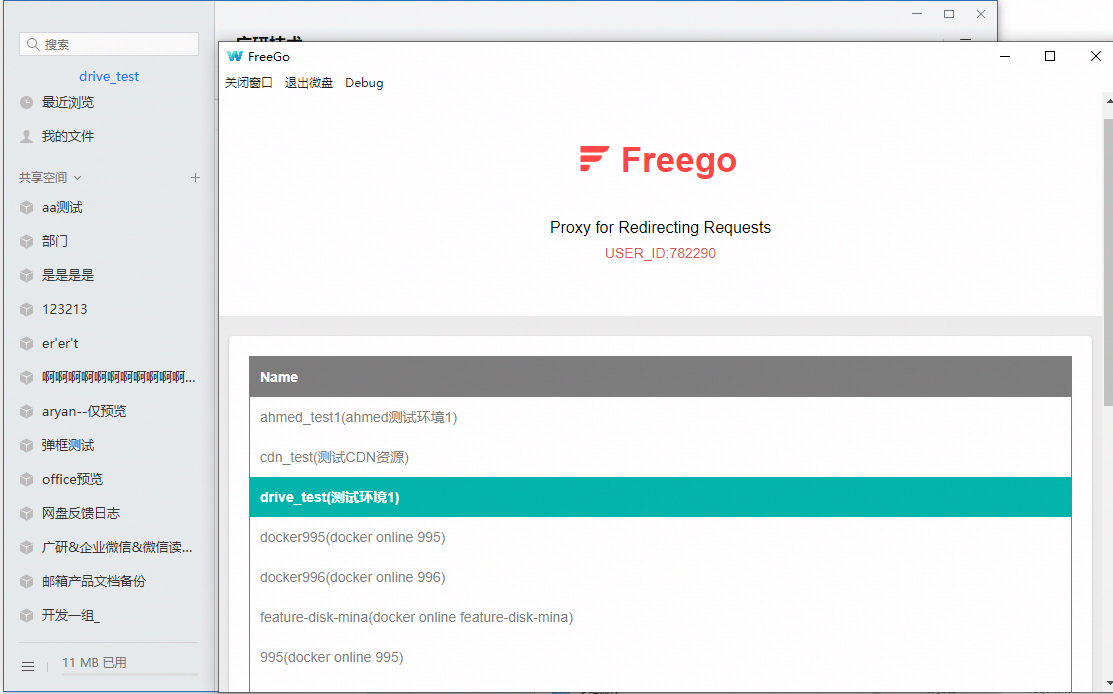 搜索
drive_test
最近浏览
我的文件
共享空间
aa测试
部门
是是是是
123213
er'er't
啊啊啊啊啊啊啊啊啊啊啊...
aryan--仅预览
弹框测试
office预览
网盘反馈日志
广研&企业微信&微信读...
邮箱产品文档备份
开发一组_
11 MB 已用
FreeGo
关闭窗口 退出微盘 Debug
Freego
Proxy for Redirecting Requests
USER_ID:782290
Name
ahmed_test1(ahmed测试环境1)
cdn_test(测试CDN资源)
drive_test(测试环境1)
docker995(docker online 995)
docker996(docker online 996)
feature-disk-mina(docker online feature-disk-mina)
995(docker online 995)